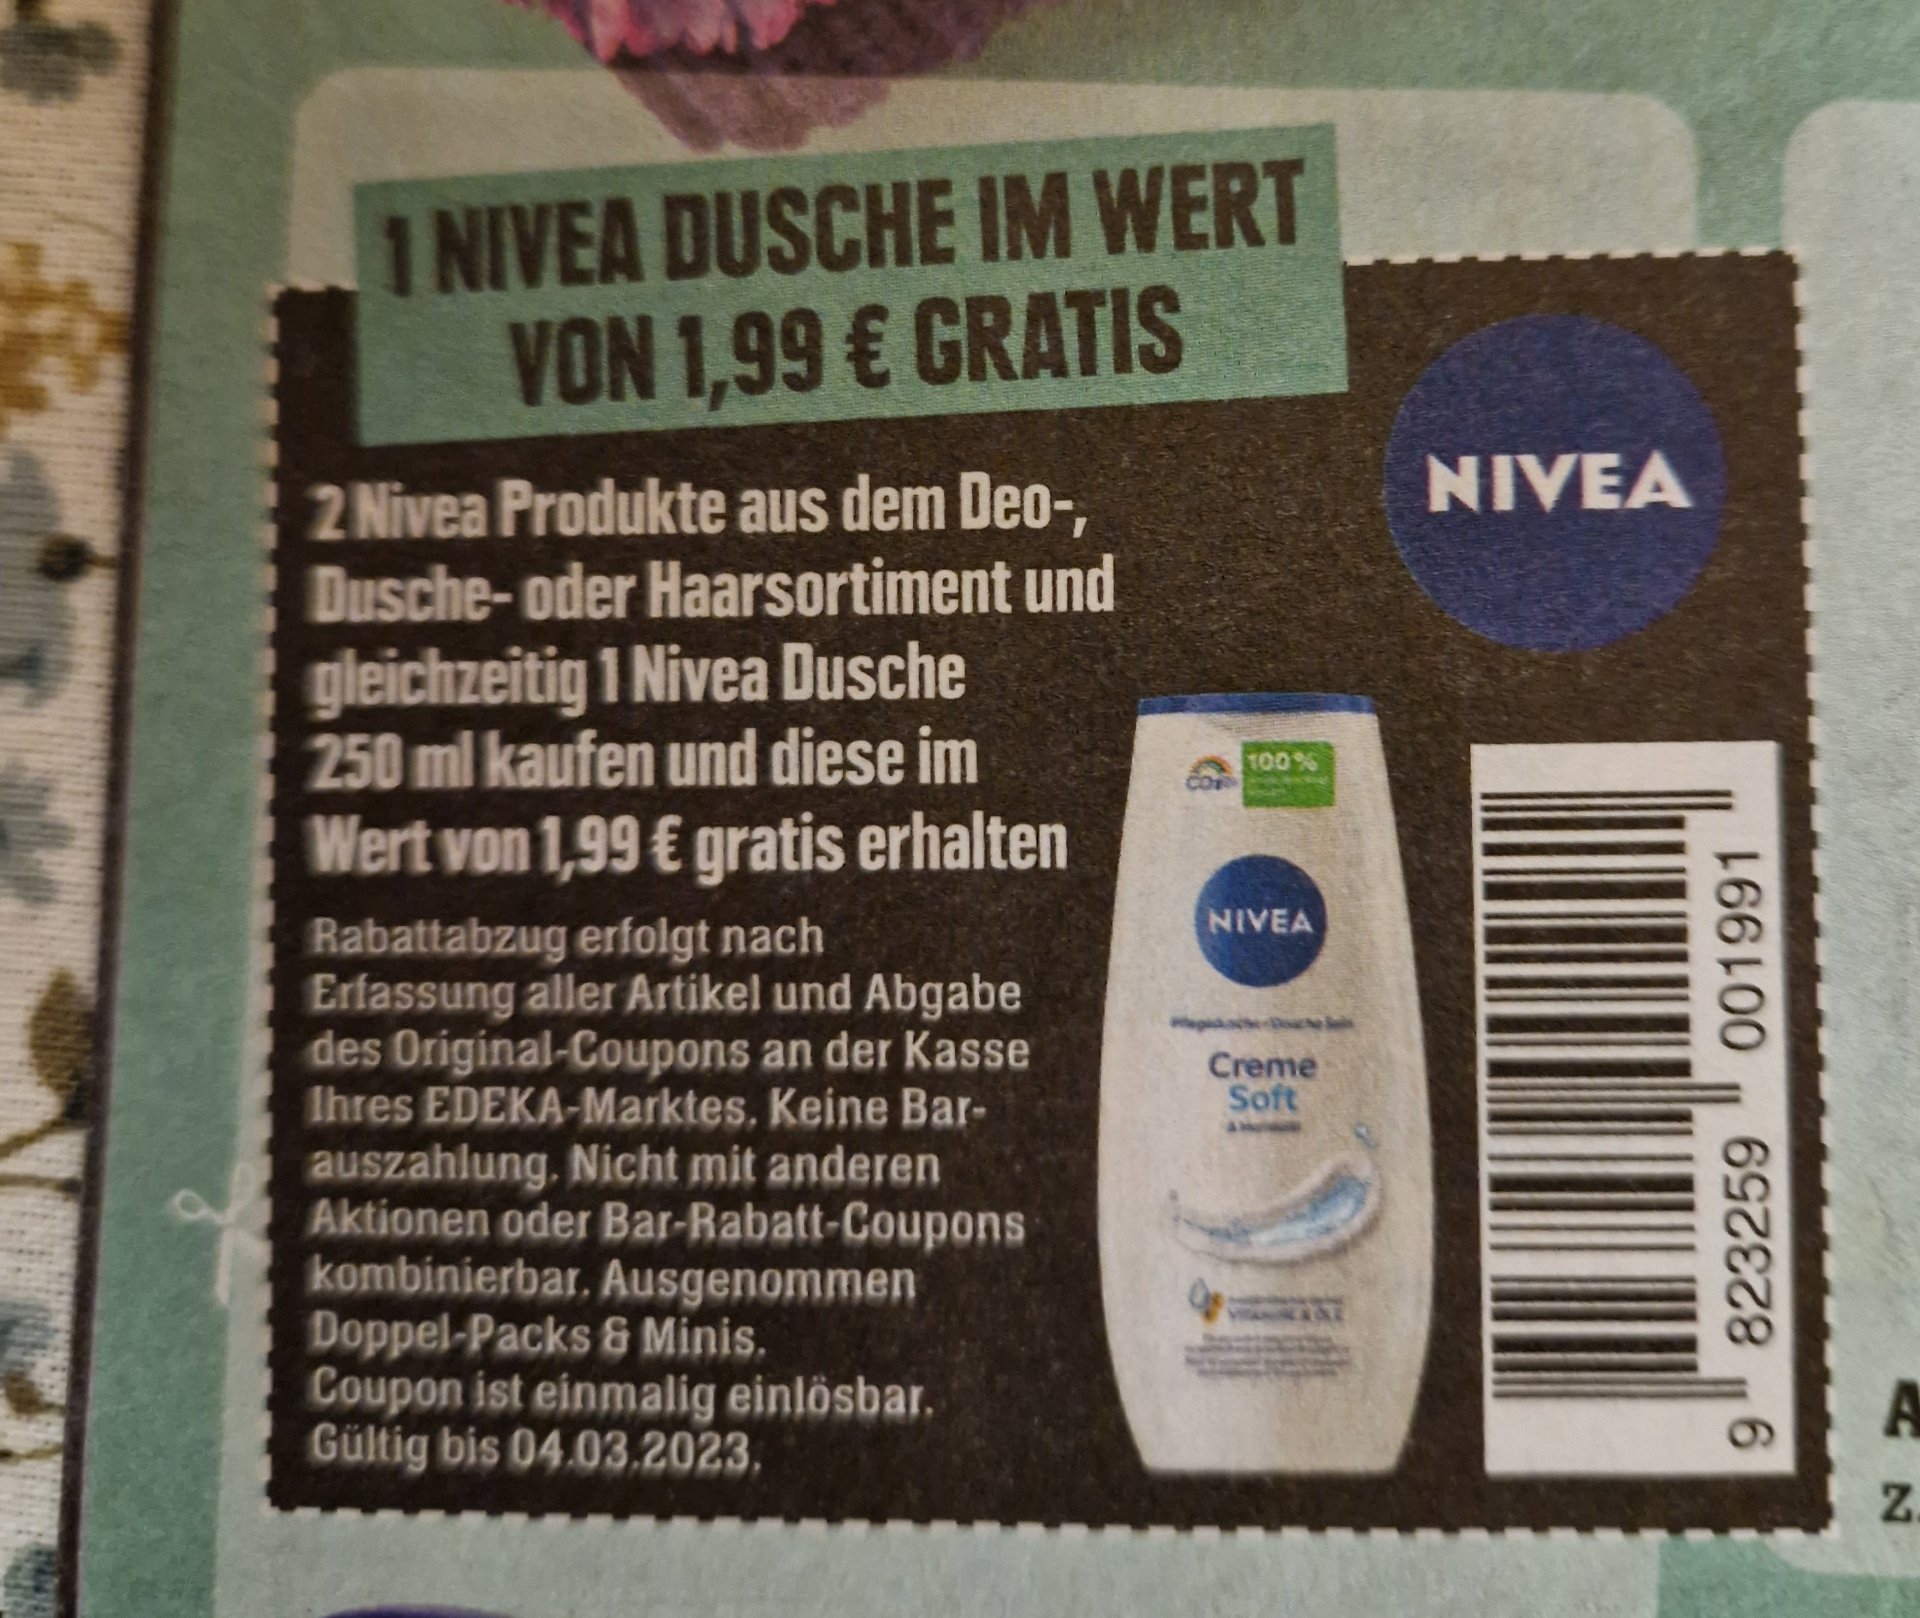 1 NIVEA DUSCHE IM WERT
VON 1,99 € GRATIS
NIVEA
2 Nivea Produkte aus dem Deo-,
Dusche- oder Haarsortiment und
gleichzeitig 1 Nivea Dusche
250 ml kaufen und diese im
Wert von 1,99 € gratis erhalten
Rabattabzug erfolgt nach
Erfassung aller Artikel und Abgabe
des Original-Coupons an der Kasse
Ihres EDEKA-Marktes. Keine Bar-
auszahlung. Nicht mit anderen
Aktionen oder Bar-Rabatt-Coupons
kombinierbar. Ausgenommen
Doppel-Packs & Minis.
Coupon ist einmalig einlösbar.
Gültig bis 04.03.2023.
100 %
NIVEA
Creme
Soft
VITAMINE & ÖLE
9 823259 001991
A
z.